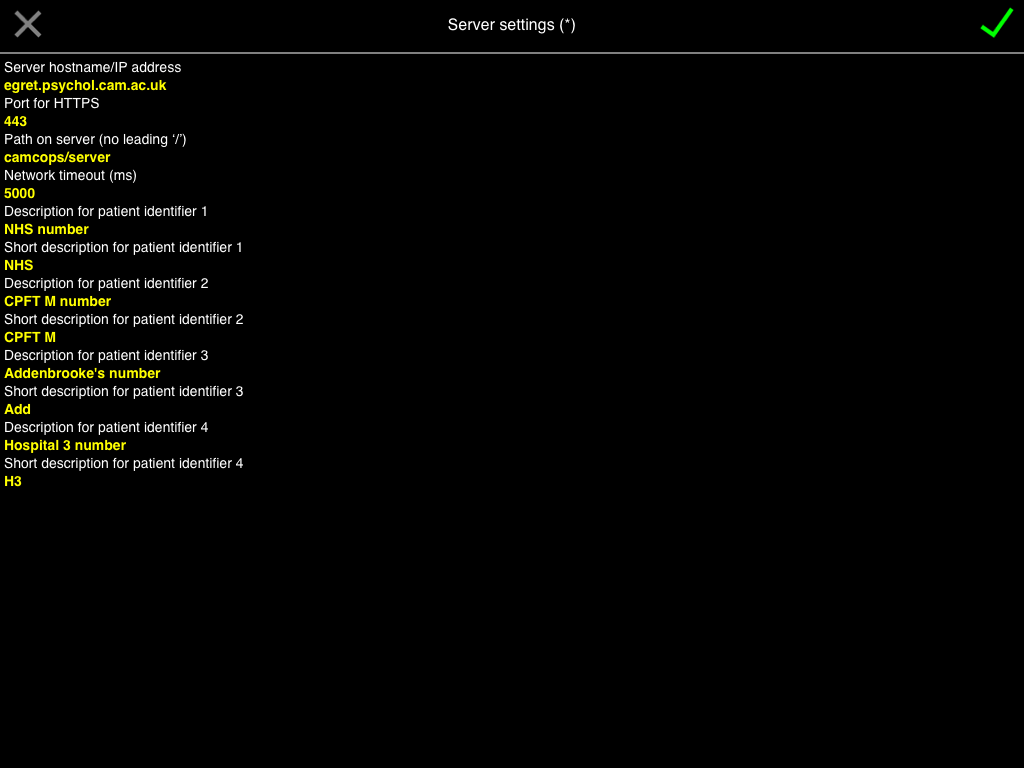 Server settings (*)
Server hostname/IP address
egret.psychol.cam.ac.uk
Port for HTTPS
443
Path on server (no leading ‘/’)
camcops/server
Network timeout (ms)
5000
Description for patient identifier 1
NHS number
Short description for patient identifier 1
NHS
Description for patient identifier 2
CPFT M number
Short description for patient identifier 2
CPFT M
Description for patient identifier 3
Addenbrooke's number
Short description for patient identifier 3
Add
Description for patient identifier 4
Hospital 3 number
Short description for patient identifier 4
H3